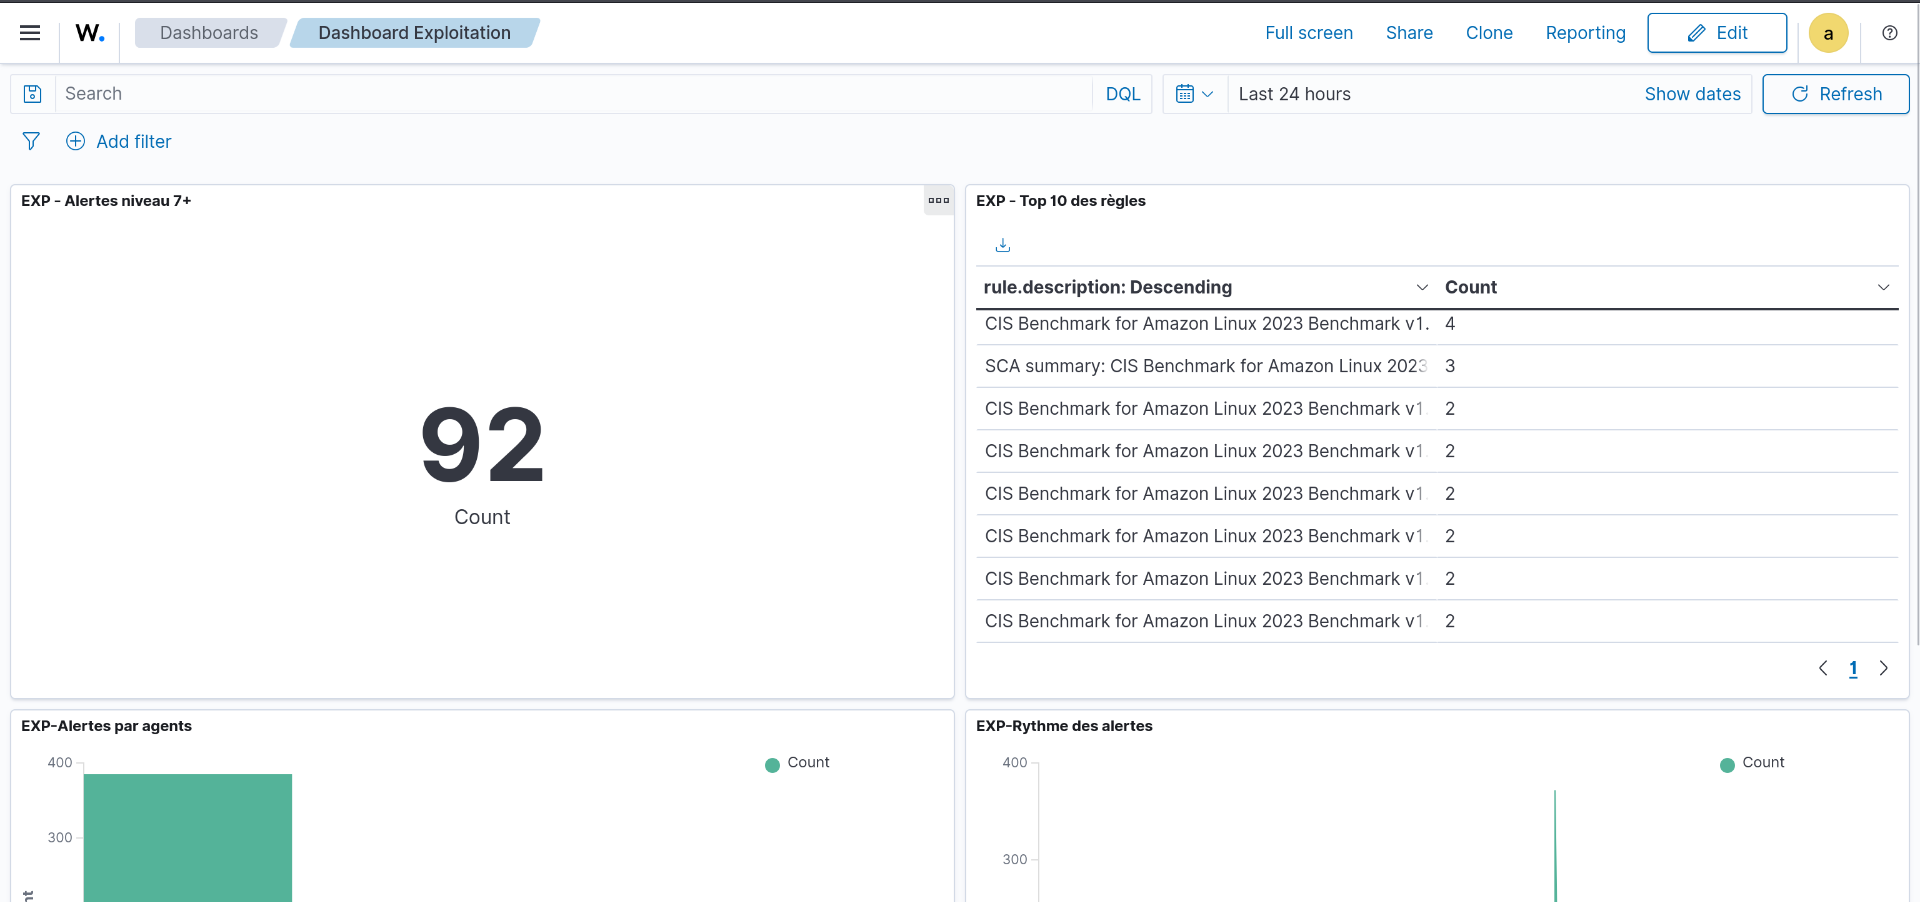 W. Dashboards Dashboard Exploitation Full screen Share Clone Reporting Edit a
Search DQL Last 24 hours Show dates Refresh
Add filter
EXP - Alertes niveau 7+
92
Count
EXP - Top 10 des règles
rule.description: Descending Count
CIS Benchmark for Amazon Linux 2023 Benchmark v1. 4
SCA summary: CIS Benchmark for Amazon Linux 2023 3
CIS Benchmark for Amazon Linux 2023 Benchmark v1. 2
CIS Benchmark for Amazon Linux 2023 Benchmark v1. 2
CIS Benchmark for Amazon Linux 2023 Benchmark v1. 2
CIS Benchmark for Amazon Linux 2023 Benchmark v1. 2
CIS Benchmark for Amazon Linux 2023 Benchmark v1. 2
CIS Benchmark for Amazon Linux 2023 Benchmark v1. 2
1
EXP-Alertes par agents
400
300
Count
EXP-Rythme des alertes
400
300
Count